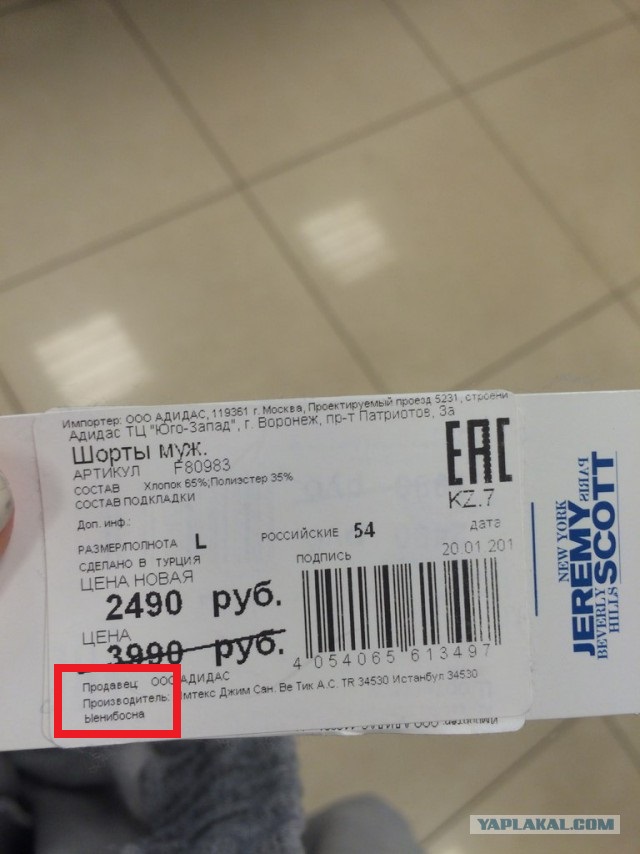 Импортер: ООО АДИДАС, 119361 г. Москва, Проектируемый проезд 5231, строени
Адидас ТЦ "Юго-Запад", г. Воронеж, пр-т Патриотов, 3а
Шорты муж.
АРТИКУЛ F80983
СОСТАВ Хлопок 65%;Полиэстер 35%
СОСТАВ ПОДКЛАДКИ
Доп. инф.:
EAC
KZ.7
РАЗМЕР/ПОЛНОТА L РОССИЙСКИЕ 54 дата
СДЕЛАНО В ТУРЦИЯ ПОДПИСЬ 20.01.201
ЦЕНА НОВАЯ
2490 руб.
ЦЕНА
3990 руб.
4 054065 613497
Продавец: ООО АДИДАС
Производитель: мтекс Джим Сан. Ве Тик А.С. TR 34530 Истанбул 34530
Ыенибосна
JEREMY
SCOTT
NEW YORK
PARIS
BEVERLY
HILLS
YAPLAKAL.COM